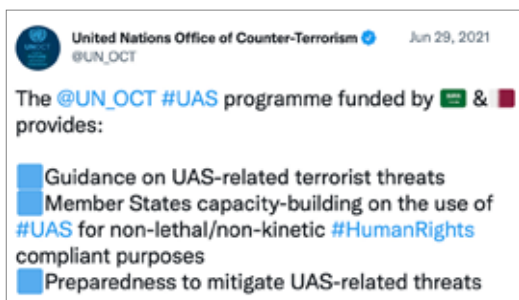 United Nations Office of Counter-Terrorism Jun 29, 2021
@UN_OCT
The @UN_OCT #UAS programme funded by 🇸🇦 & 🇶🇦
provides:
🟦Guidance on UAS-related terrorist threats
🟦Member States capacity-building on the use of
#UAS for non-lethal/non-kinetic #HumanRights
compliant purposes
🟦Preparedness to mitigate UAS-related threats